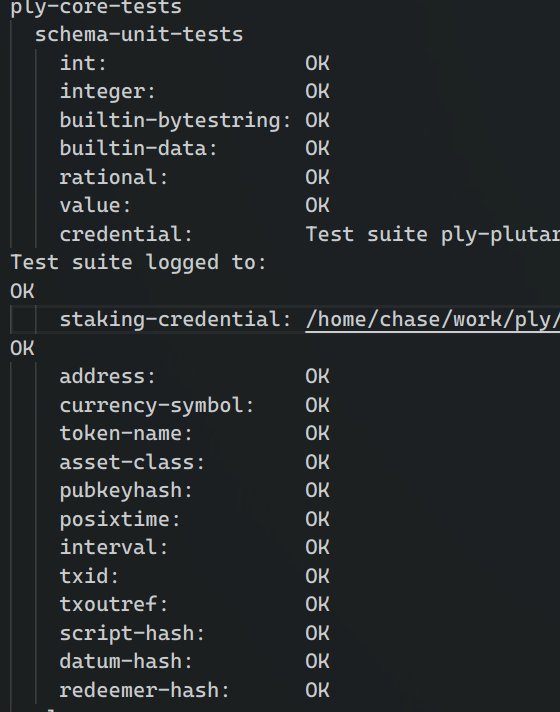 ply-core-tests
schema-unit-tests
int: OK
integer: OK
builtin-bytestring: OK
builtin-data: OK
rational: OK
value: OK
credential: Test suite ply-plutar
Test suite logged to:
OK
staking-credential: /home/chase/work/ply/
OK
address: OK
currency-symbol: OK
token-name: OK
asset-class: OK
pubkeyhash: OK
posixtime: OK
interval: OK
txid: OK
txoutref: OK
script-hash: OK
datum-hash: OK
redeemer-hash: OK